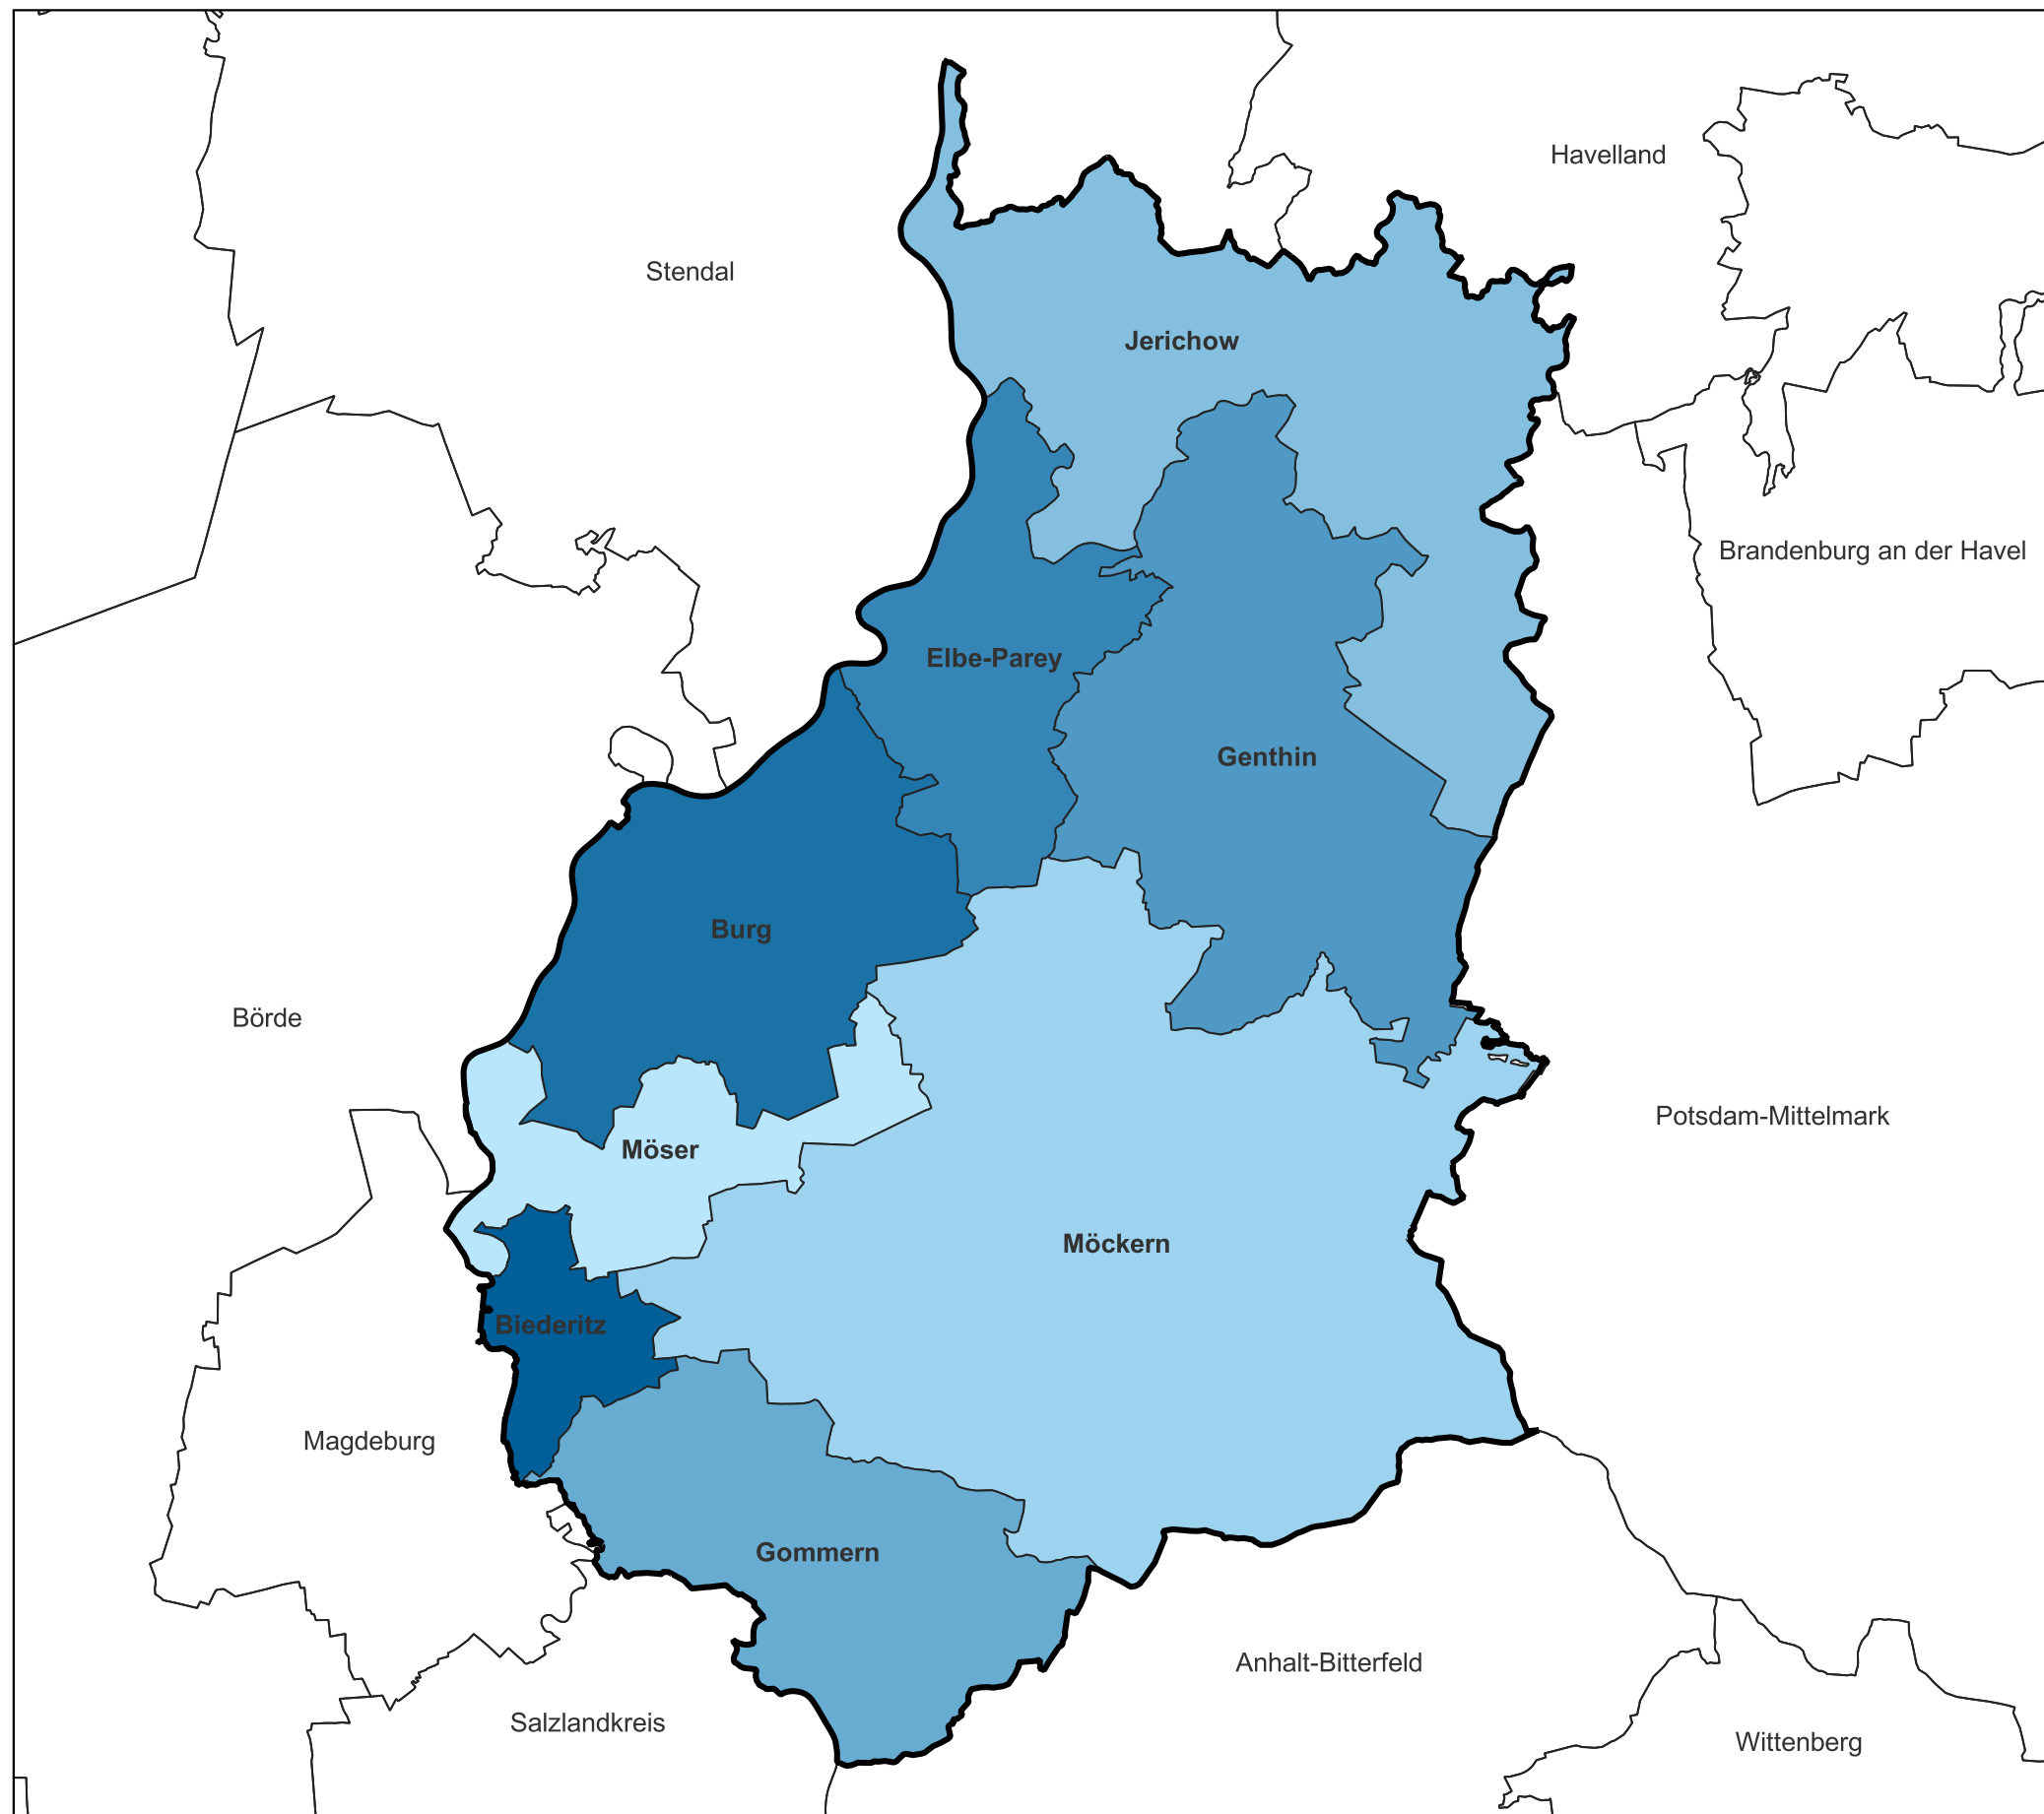 Havelland
Stendal
Jerichow
Brandenburg an der Havel
Elbe-Parey
Genthin
Burg
Börde
Potsdam-Mittelmark
Möser
Möckern
Biederitz
Magdeburg
Gommern
Anhalt-Bitterfeld
Salzlandkreis
Wittenberg